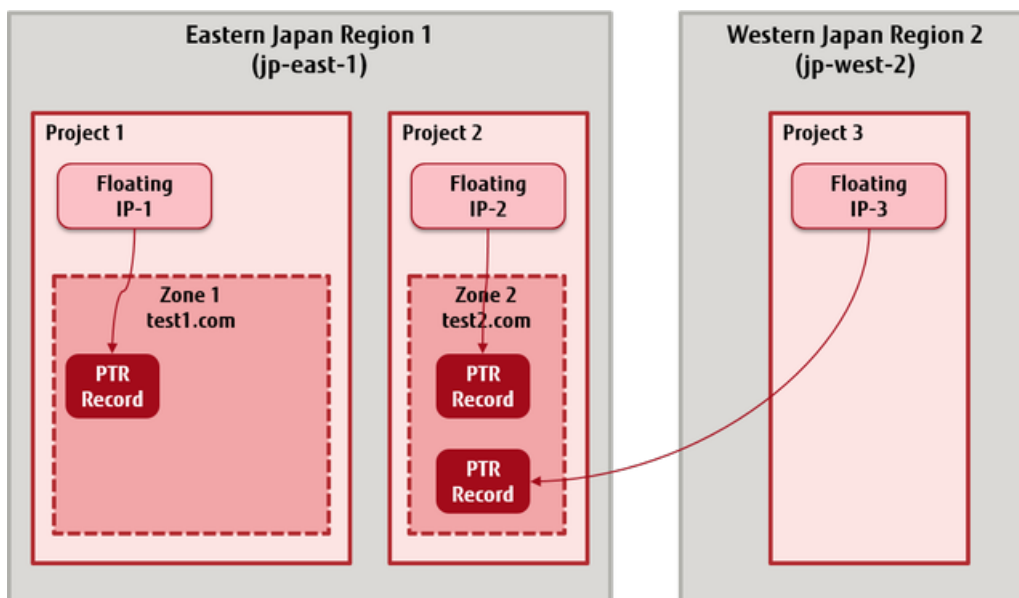 Eastern Japan Region 1
(jp-east-1)
Project 1
Floating
IP-1
Zone 1
test1.com
PTR
Record
Project 2
Floating
IP-2
Zone 2
test2.com
PTR
Record
PTR
Record
Western Japan Region 2
(jp-west-2)
Project 3
Floating
IP-3